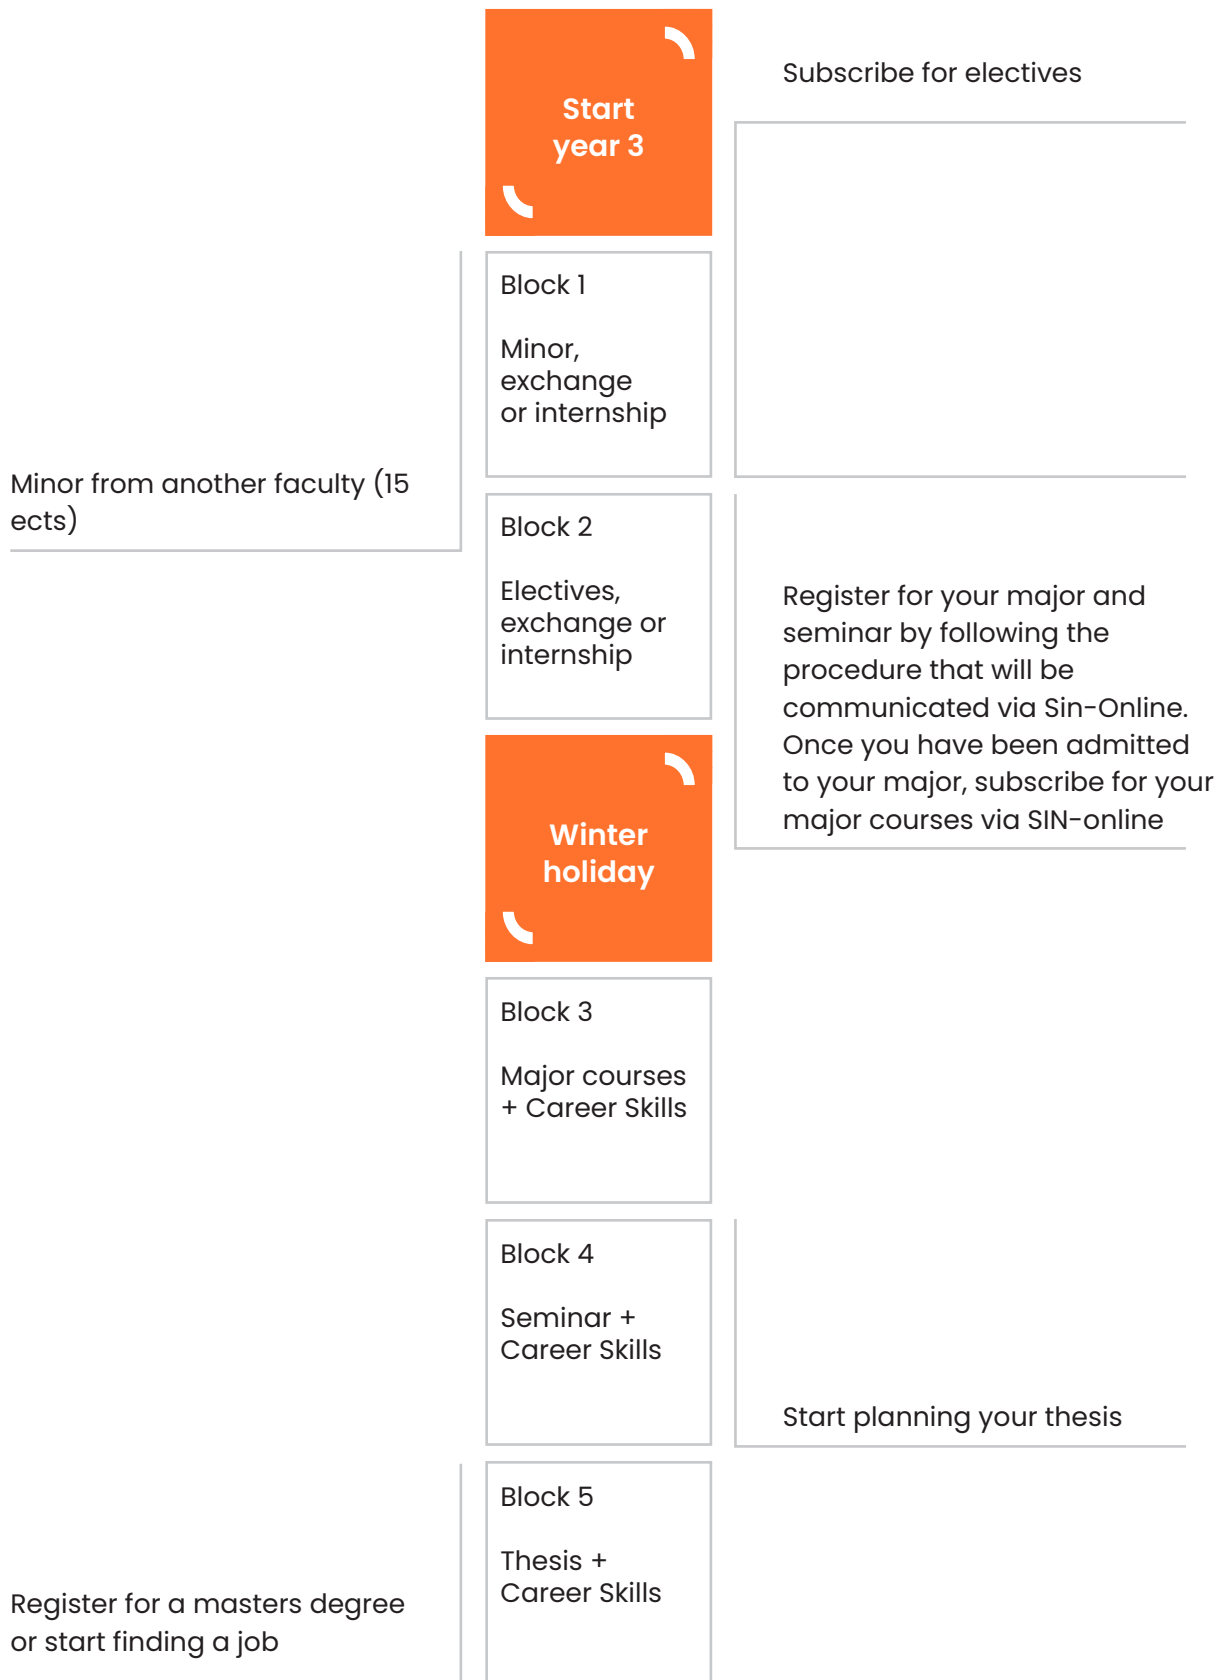 Start
year 3
Subscribe for electives
Block 1
Minor,
exchange
or internship
Minor from another faculty (15
ects)
Block 2
Electives,
exchange or
internship
Register for your major and
seminar by following the
procedure that will be
communicated via Sin-Online.
Once you have been admitted
to your major, subscribe for your
major courses via SIN-online
Winter
holiday
Block 3
Major courses
+ Career Skills
Block 4
Seminar +
Career Skills
Start planning your thesis
Block 5
Thesis +
Career Skills
Register for a masters degree
or start finding a job